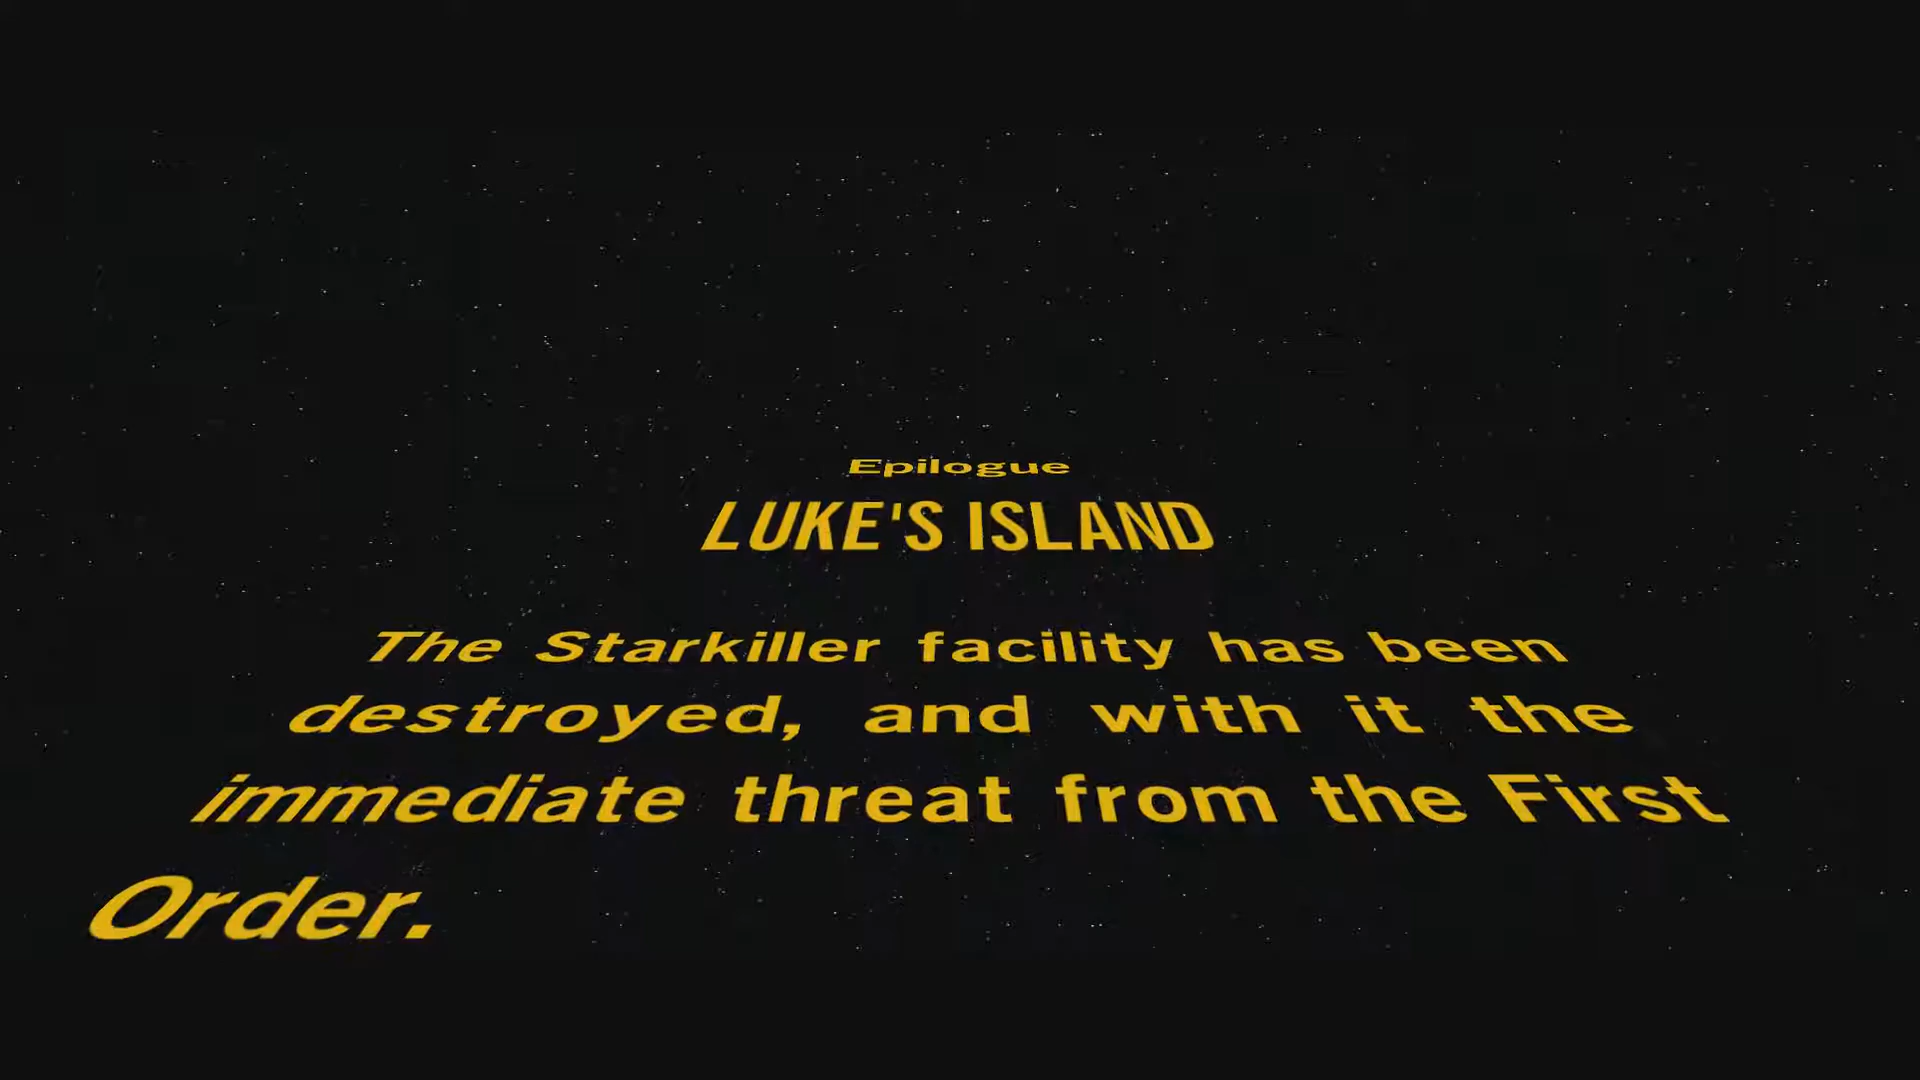 Epilogue
LUKE'S ISLAND
The Starkiller facility has been
destroyed, and with it the
immediate threat from the First
Order.